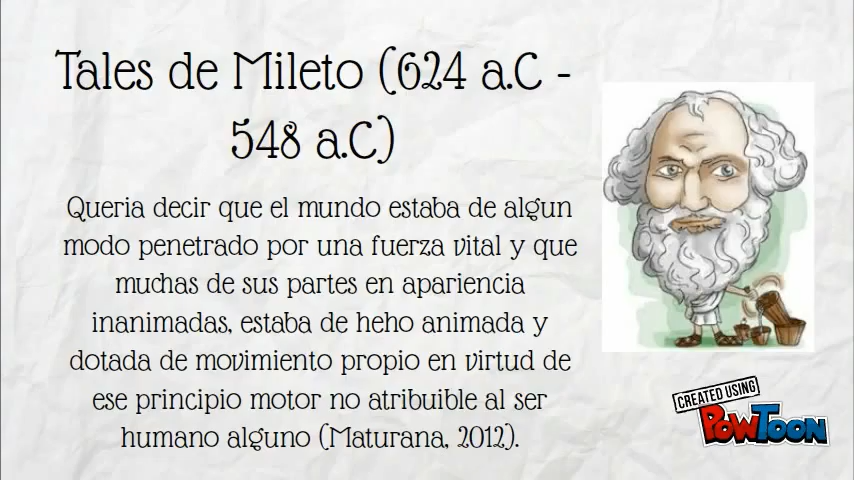 Tales de Mileto (624 a.C -
548 a.C)
Queria decir que el mundo estaba de algun
modo penetrado por una fuerza vital y que
muchas de sus partes en apariencia
inanimadas, estaba de heho animada y
dotada de movimiento propio en virtud de
ese principio motor no atribuible al ser
humano alguno (Maturana, 2012).
CREATED USING
POWTOON